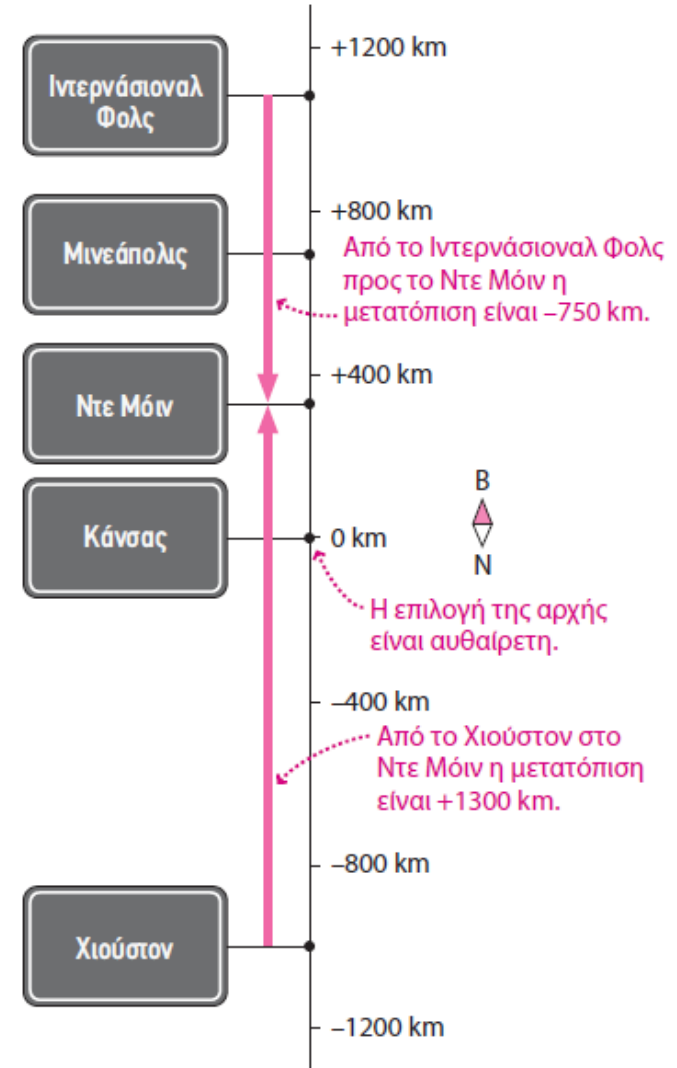 +1200 km
Ιντερνάσιοναλ
Φολς
+800 km
Μινεάπολις
Από το Ιντερνάσιοναλ Φολς
προς το Ντε Μόιν η
μετατόπιση είναι –750 km.
+400 km
Ντε Μόιν
Β
Κάνσας
0 km
Ν
Η επιλογή της αρχής
είναι αυθαίρετη.
–400 km
Από το Χιούστον στο
Ντε Μόιν η μετατόπιση
είναι +1300 km.
–800 km
Χιούστον
–1200 km